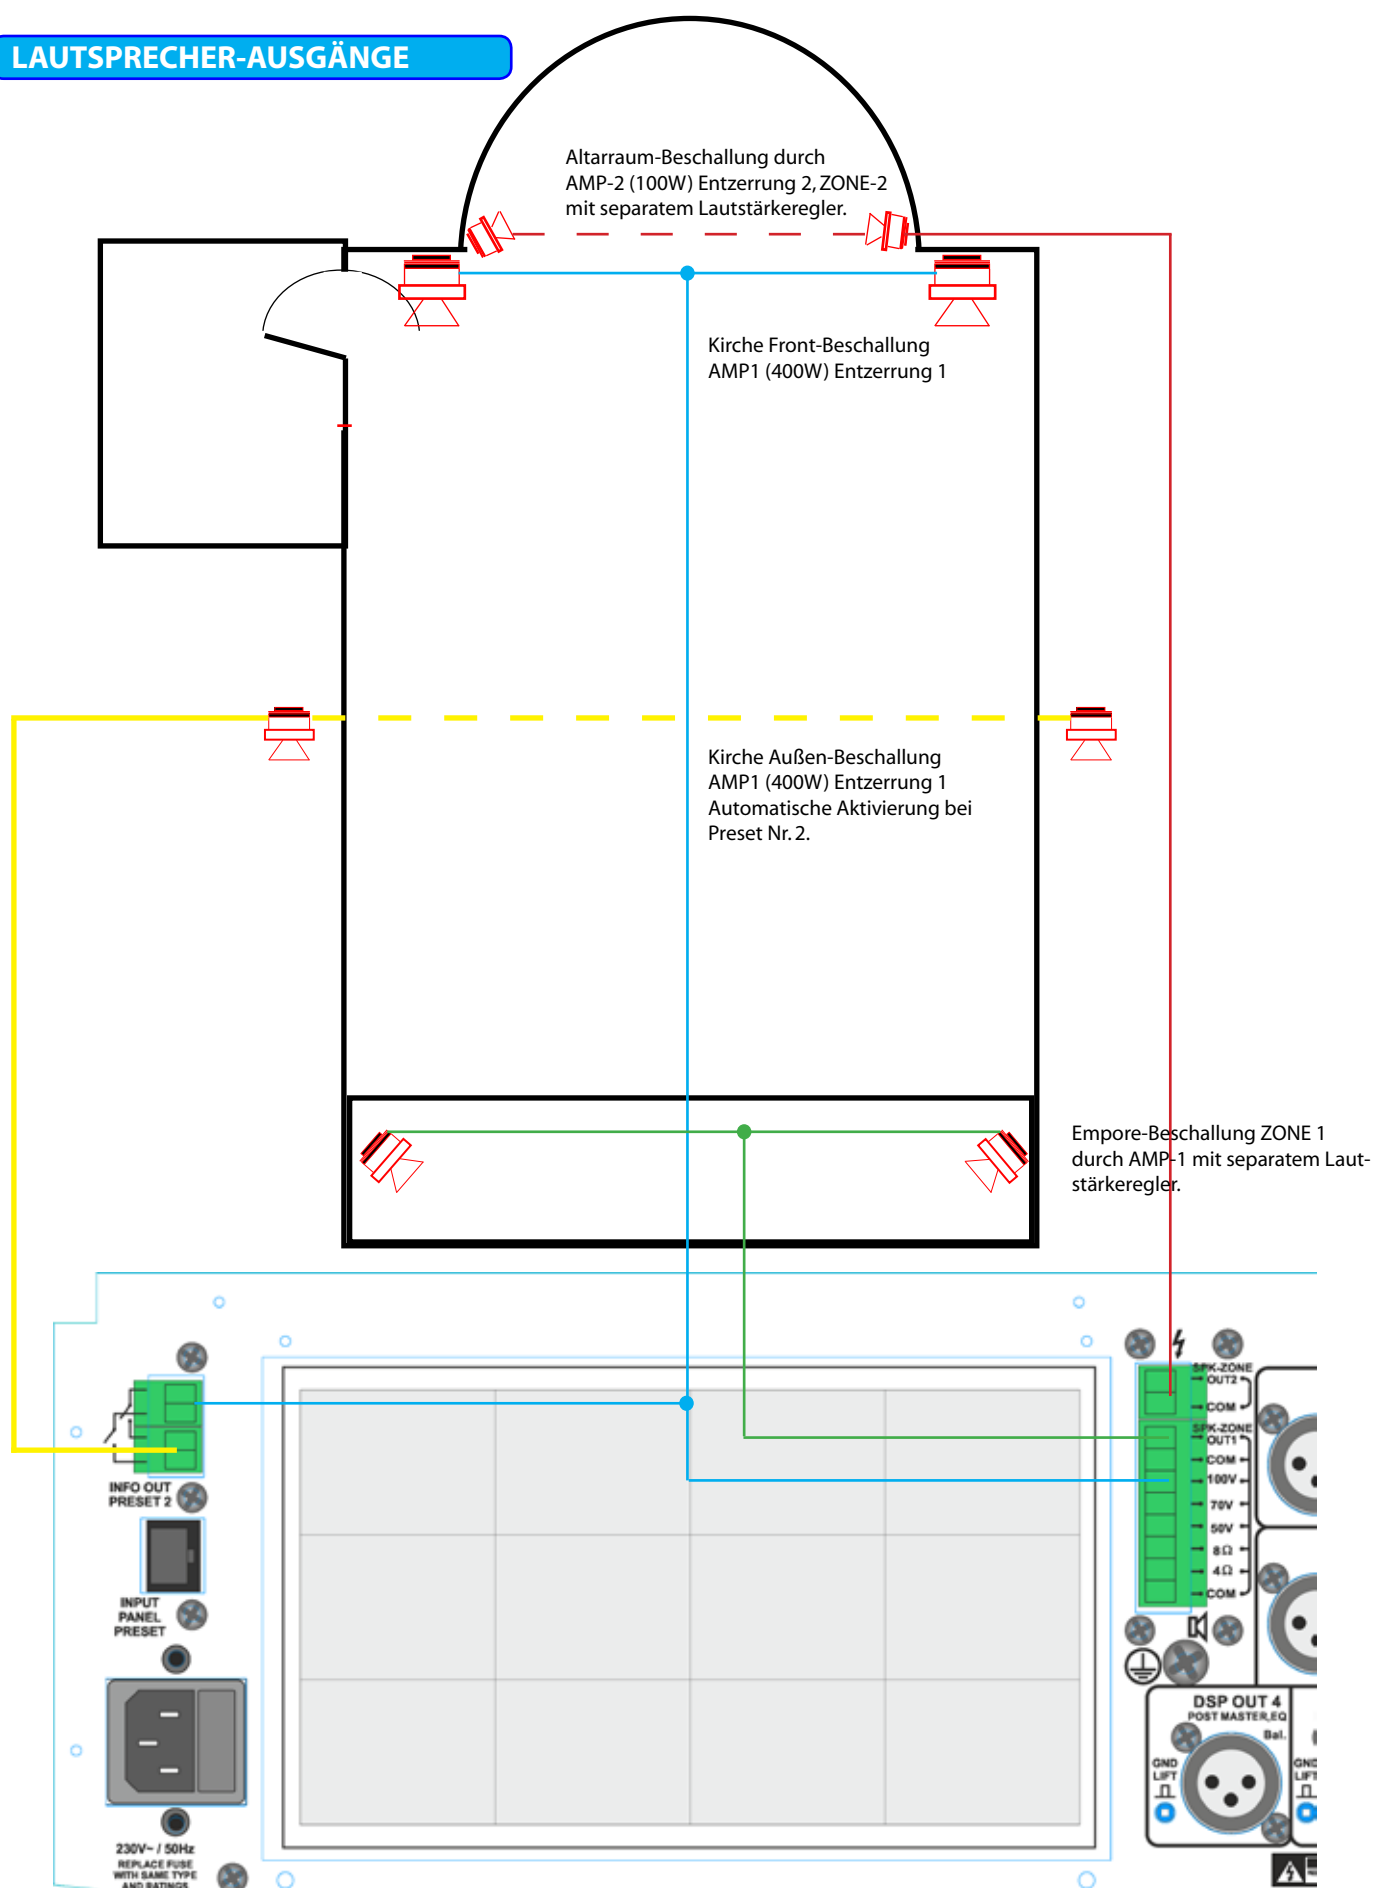 LAUTSPRECHER-AUSGÄNGE
Altarraum-Beschallung durch
AMP-2 (100W) Entzerrung 2, ZONE-2
mit separatem Lautstärkeregler.
Kirche Front-Beschallung
AMP1 (400W) Entzerrung 1
Kirche Außen-Beschallung
AMP1 (400W) Entzerrung 1
Automatische Aktivierung bei
Preset Nr. 2.
Empore-Beschallung ZONE 1
durch AMP-1 mit separatem Laut-
stärkeregler.
SPK-ZONE
OUT2
COM
SPK-ZONE
OUT1
COM
100V
70V
50V
8Ω
4Ω
COM
INFO OUT
PRESET 2
INPUT
PANEL
PRESET
230V~ / 50Hz
REPLACE FUSE
WITH SAME TYPE
AND RATINGS
DSP OUT 4
POST MASTER,EQ
Bal.
GND
LIFT
GND
LIFT